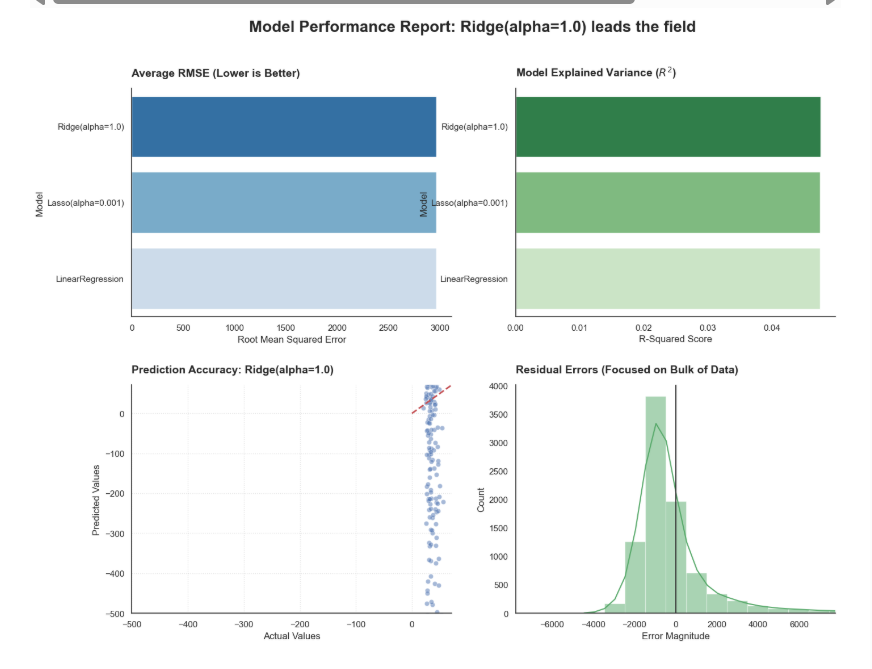 Model Performance Report: Ridge(alpha=1.0) leads the field
Average RMSE (Lower is Better)
Model
Ridge(alpha=1.0)
Lasso(alpha=0.001)
LinearRegression
0 500 1000 1500 2000 2500 3000
Root Mean Squared Error
Model Explained Variance (R²)
Model
Ridge(alpha=1.0)
Lasso(alpha=0.001)
LinearRegression
0.00 0.01 0.02 0.03 0.04
R-Squared Score
Prediction Accuracy: Ridge(alpha=1.0)
Predicted Values
0
−100
−200
−300
−400
−500
−500 −400 −300 −200 −100 0
Actual Values
Residual Errors (Focused on Bulk of Data)
Count
4000
3500
3000
2500
2000
1500
1000
500
0
−6000 −4000 −2000 0 2000 4000 6000
Error Magnitude